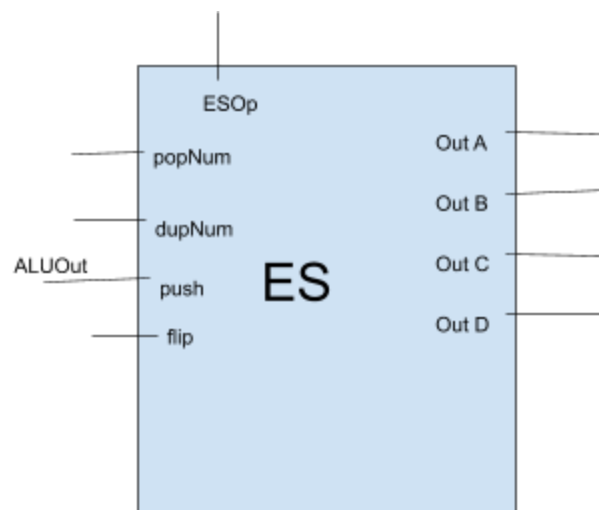 ESOp
popNum
Out A
Out B
dupNum
ALUOut
push
ES
Out C
flip
Out D